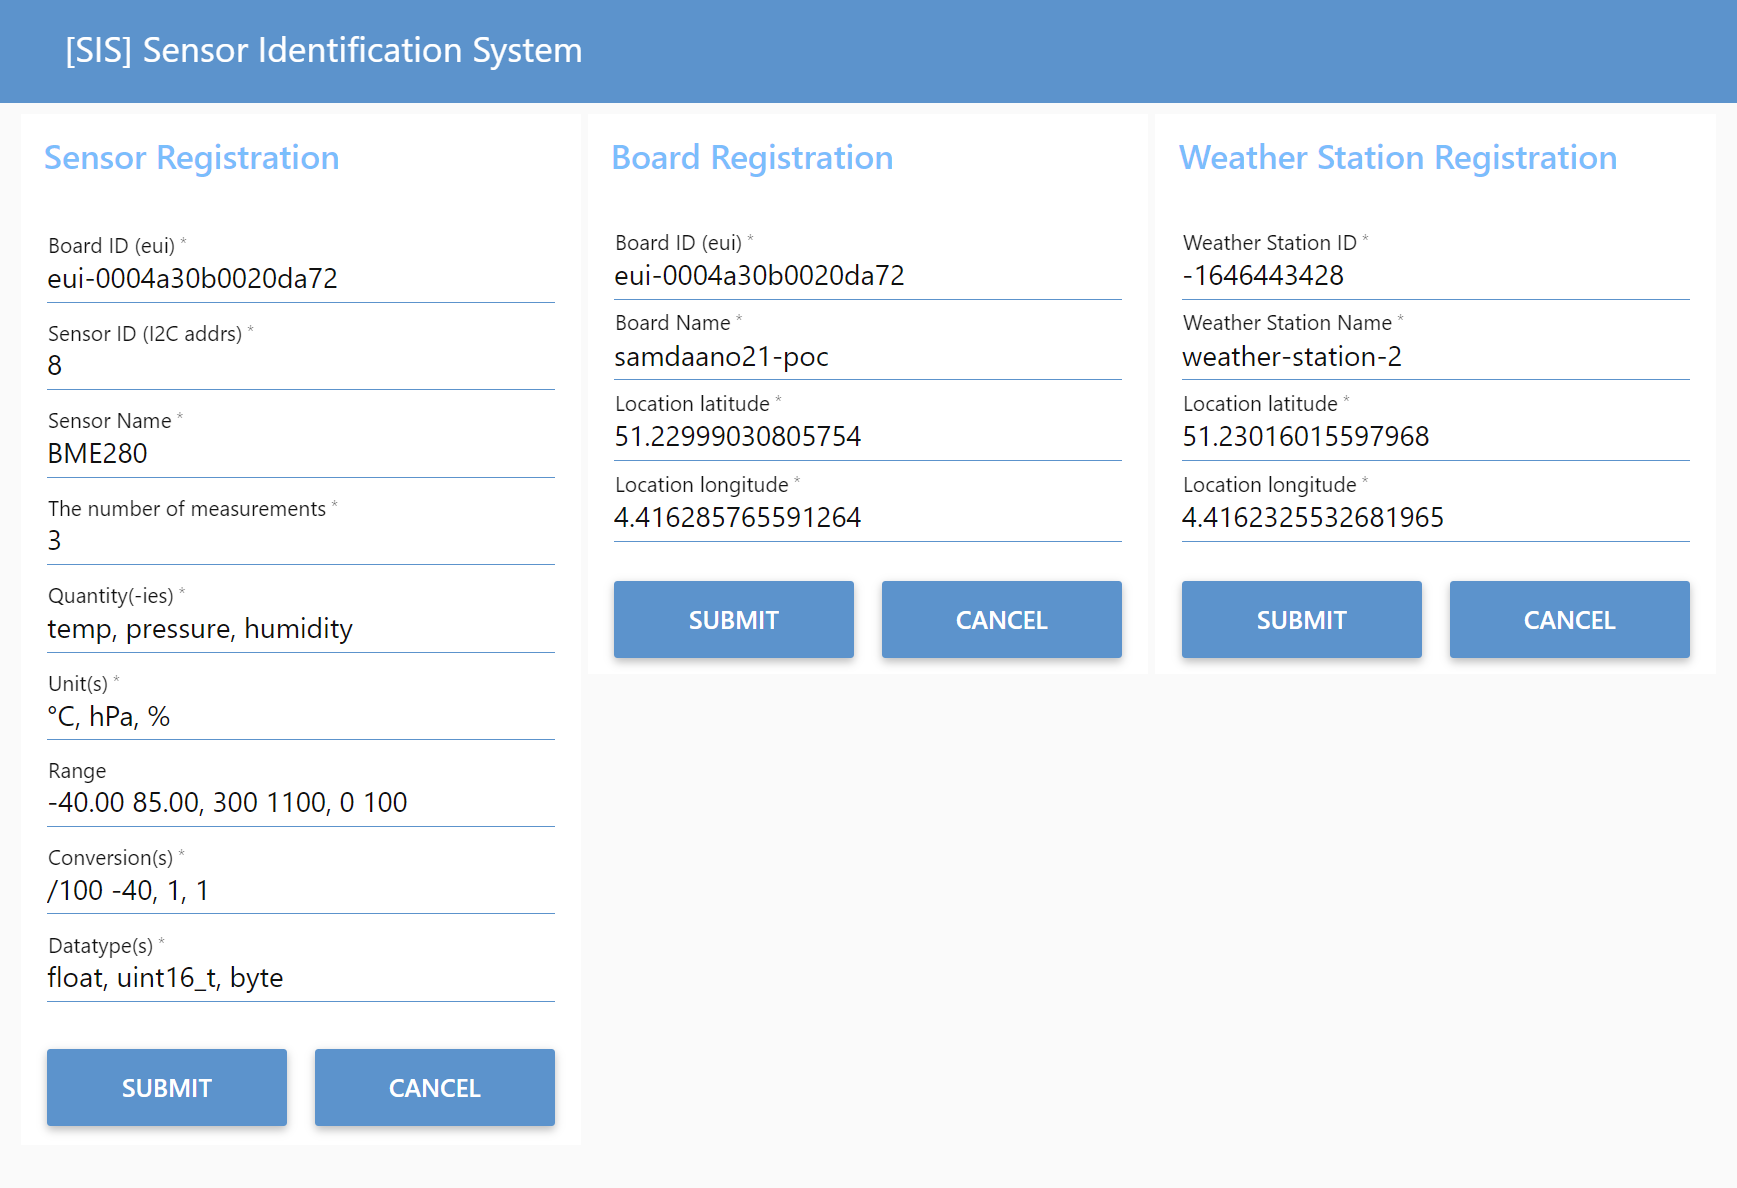 [SIS] Sensor Identification System
Sensor Registration
Board ID (eui) *
eui-0004a30b0020da72
Sensor ID (I2C addrs) *
8
Sensor Name *
BME280
The number of measurements *
3
Quantity(-ies) *
temp, pressure, humidity
Unit(s) *
°C, hPa, %
Range
-40.00 85.00, 300 1100, 0 100
Conversion(s) *
/100 -40, 1, 1
Datatype(s) *
float, uint16_t, byte
SUBMIT CANCEL
Board Registration
Board ID (eui) *
eui-0004a30b0020da72
Board Name *
samdaano21-poc
Location latitude *
51.22999030805754
Location longitude *
4.416285765591264
SUBMIT CANCEL
Weather Station Registration
Weather Station ID *
-1646443428
Weather Station Name *
weather-station-2
Location latitude *
51.23016015597968
Location longitude *
4.4162325532681965
SUBMIT CANCEL